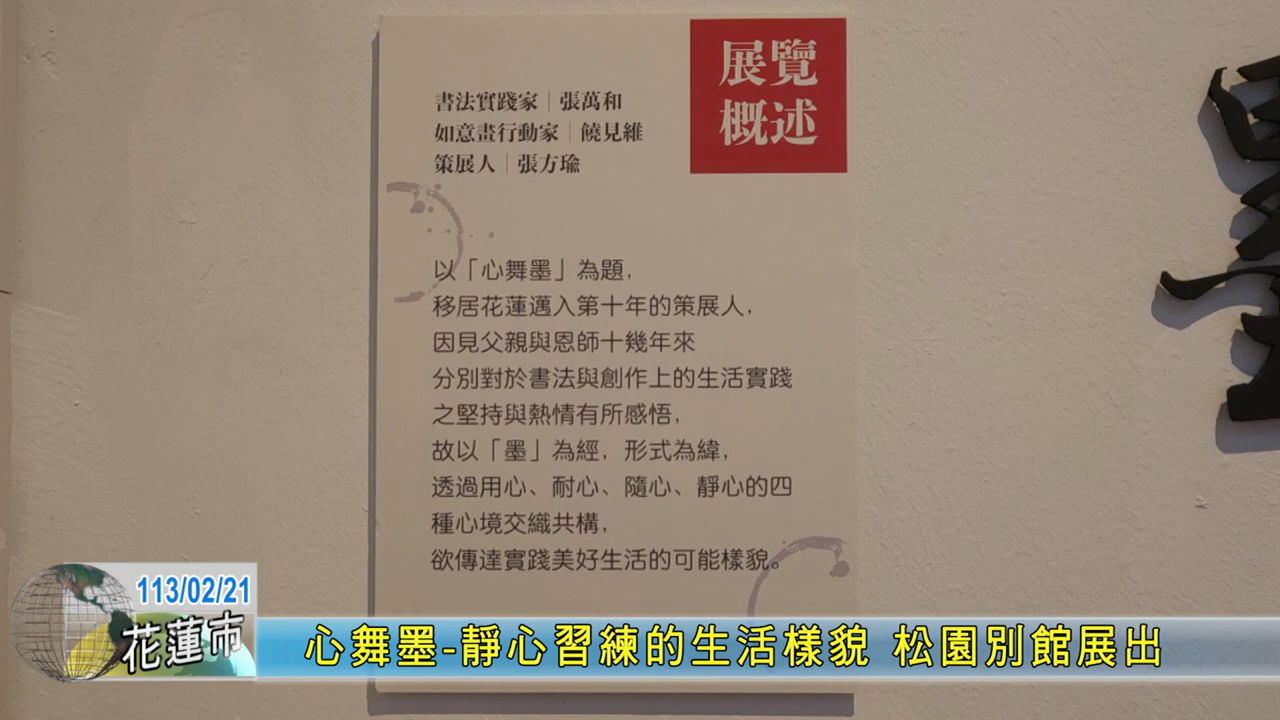 展覽
概述
書法實踐家｜張萬和
如意畫行動家｜饒見維
策展人｜張方瑜
以「心舞墨」為題，
移居花蓮邁入第十年的策展人，
因見父親與恩師十幾年來
分別對於書法與創作上的生活實踐
之堅持與熱情有所感悟，
故以「墨」為經，形式為緯，
透過用心、耐心、隨心、靜心的四
種心境交織共構，
欲傳達實踐美好生活的可能樣貌。
113/02/21
花蓮市
心舞墨-靜心習練的生活樣貌 松園別館展出